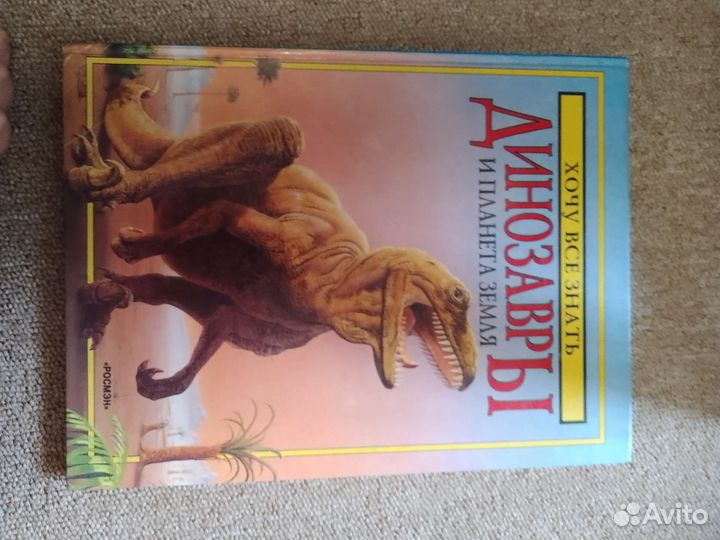 ХОЧУ ВСЕ ЗНАТЬ
ДИНОЗАВРЫ
И ПЛАНЕТА ЗЕМЛЯ
«РОСМЭН»
Avito